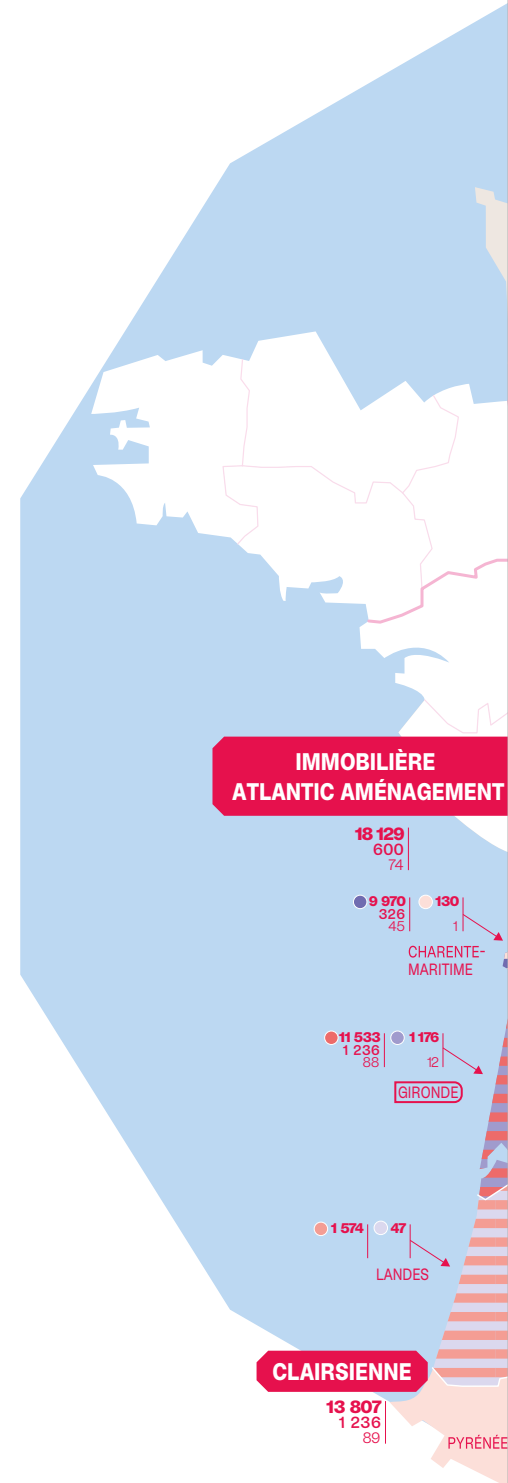 IMMOBILIÈRE
ATLANTIC AMÉNAGEMENT
18 129
600
74
9 970
326
45
130
1
CHARENTE-
MARITIME
11 533
1 236
88
1 176
12
GIRONDE
1 574
47
LANDES
CLAIRSIENNE
13 807
1 236
89
PYRÉNÉE